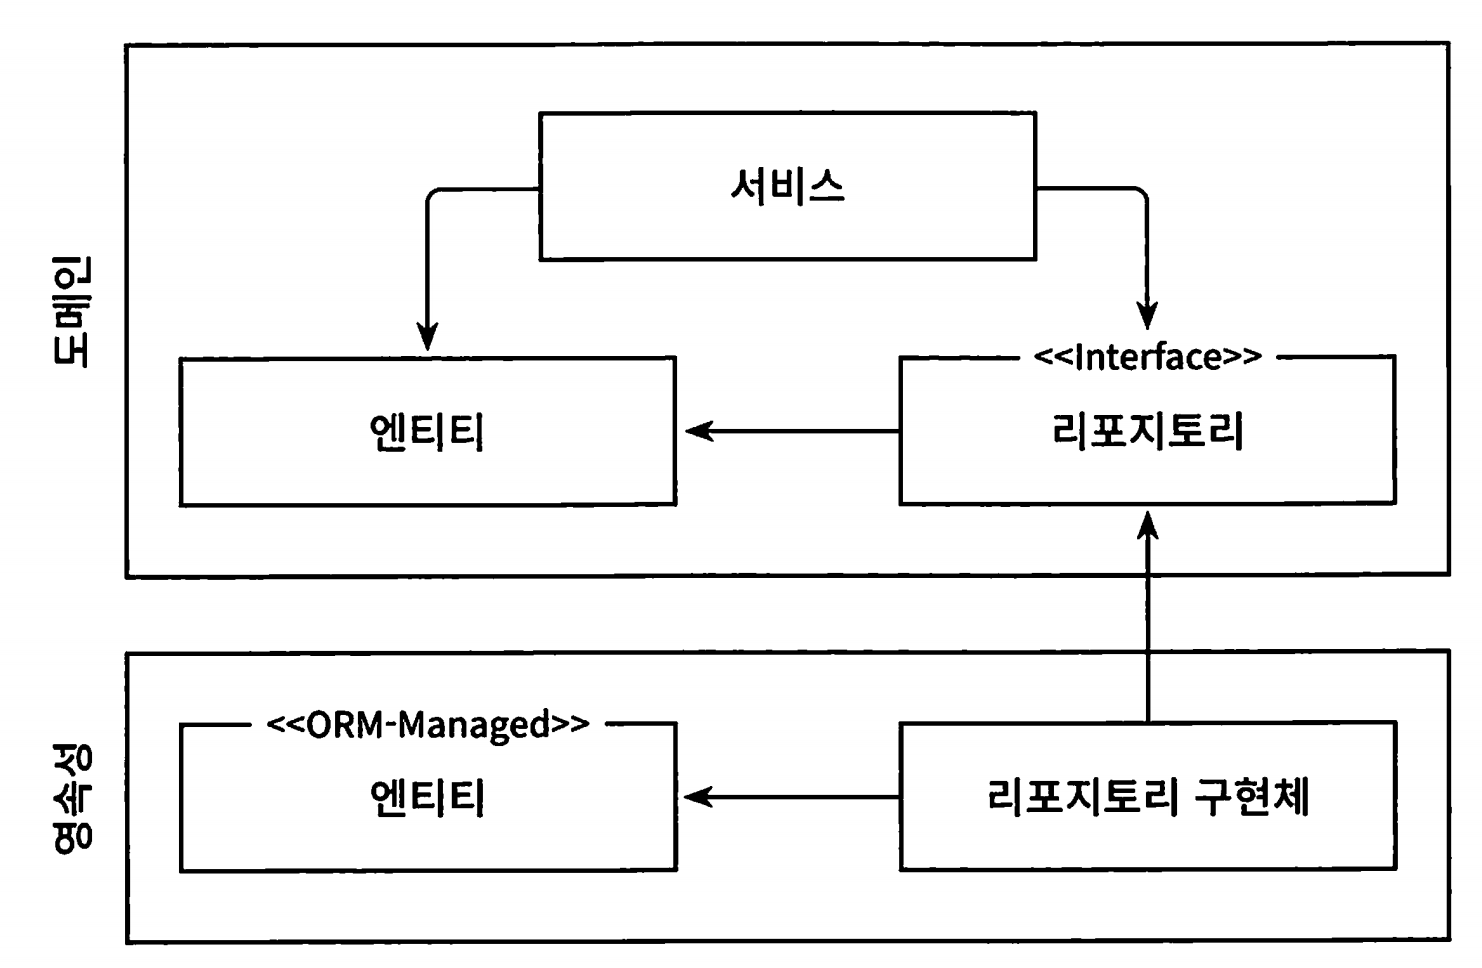 도메인
서비스
엔티티
<<Interface>>
리포지토리
영속성
<<ORM-Managed>>
엔티티
리포지토리 구현체